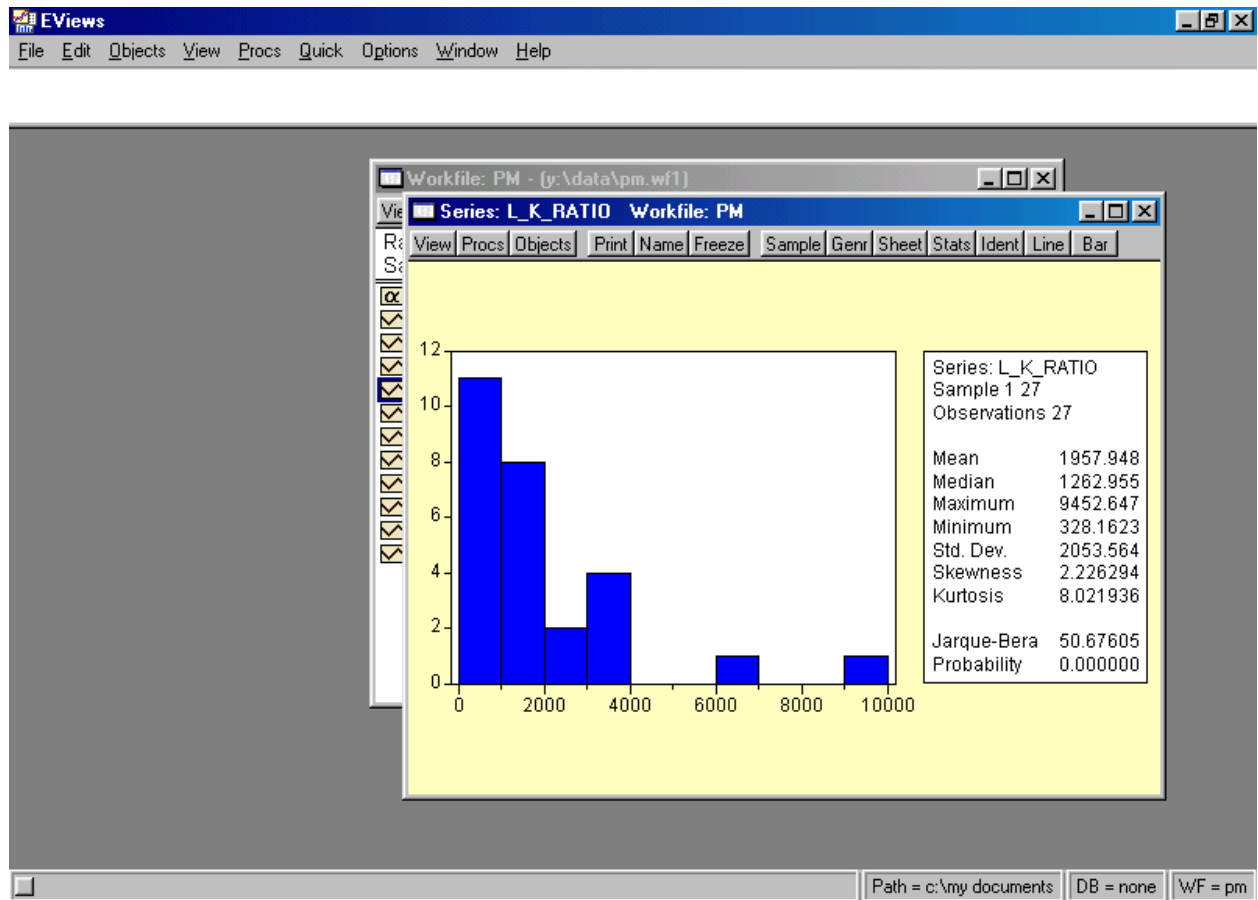 EViews
File Edit Objects View Procs Quick Options Window Help
Workfile: PM - (y:\data\pm.wf1)
Series: L_K_RATIO Workfile: PM
View Procs Objects Print Name Freeze Sample Genr Sheet Stats Ident Line Bar
12
10
8
6
4
2
0
0 2000 4000 6000 8000 10000
Series: L_K_RATIO
Sample 1 27
Observations 27
Mean 1957.948
Median 1262.955
Maximum 9452.647
Minimum 328.1623
Std. Dev. 2053.564
Skewness 2.226294
Kurtosis 8.021936
Jarque-Bera 50.67605
Probability 0.000000
Path = c:\my documents DB = none WF = pm